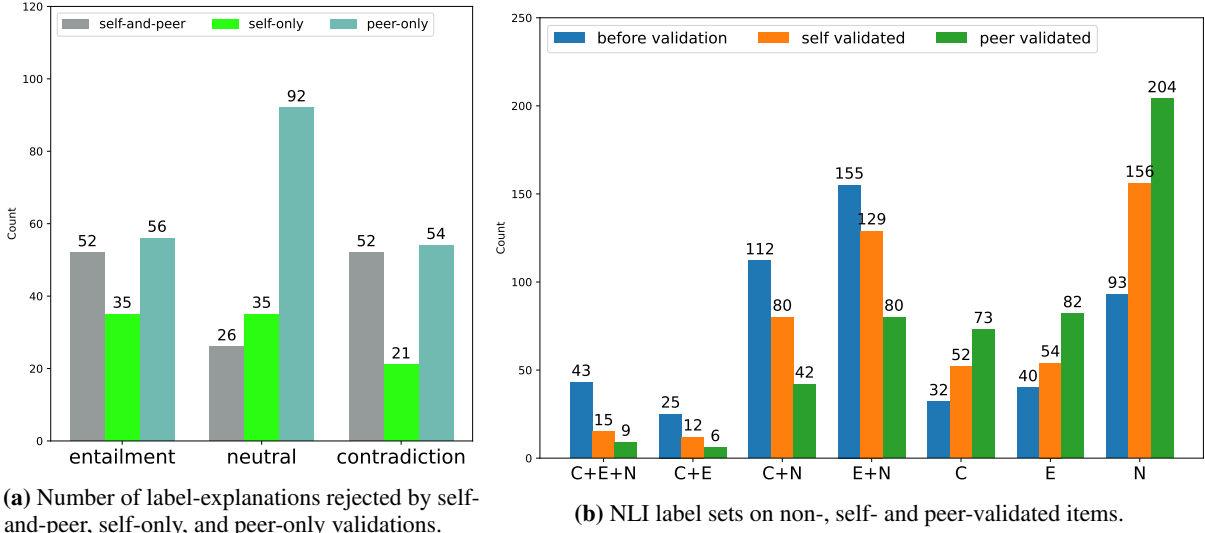 self-and-peer self-only peer-only
120
100
80
60
40
20
0
Count
52 35 56
26 35 92
52 21 54
entailment neutral contradiction
(a) Number of label-explanations rejected by self-
and-peer, self-only, and peer-only validations.
before validation self validated peer validated
250
200
150
100
50
0
Count
43 15 9
25 12 6
112 80 42
155 129 80
32 52 73
40 54 82
93 156 204
C+E+N C+E C+N E+N C E N
(b) NLI label sets on non-, self- and peer-validated items.